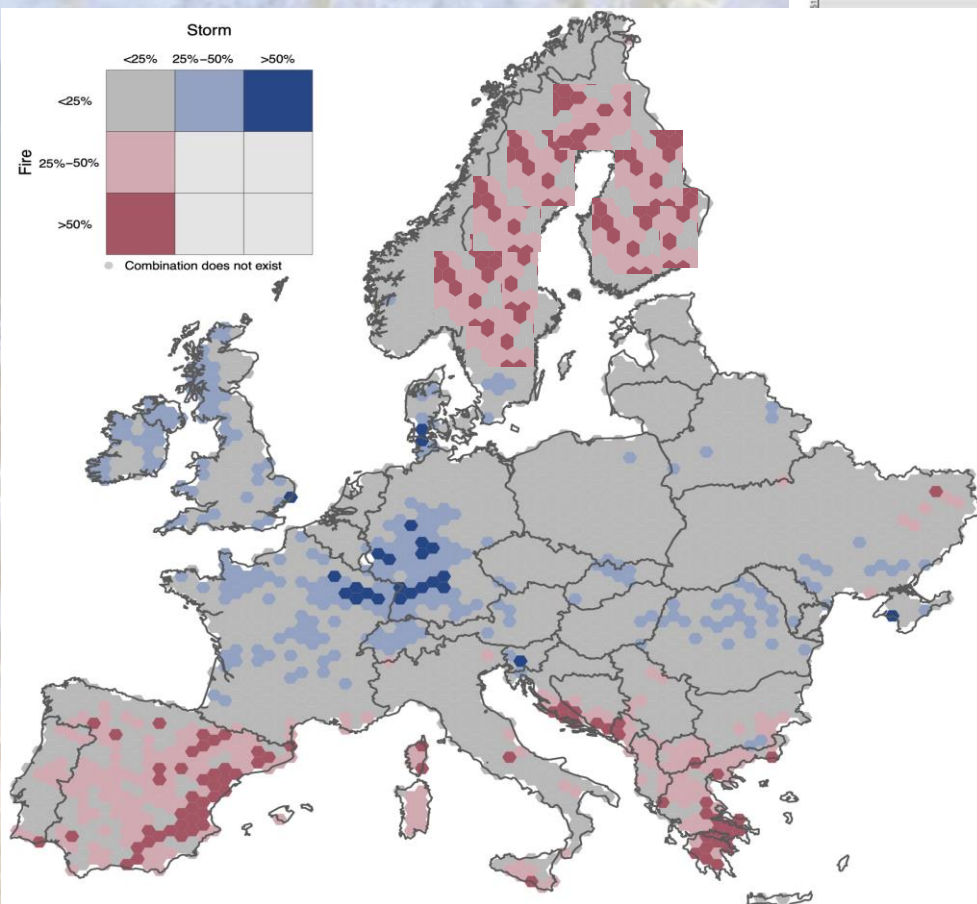 Storm
<25% 25%–50% >50%
<25%
Fire
25%–50%
>50%
Combination does not exist